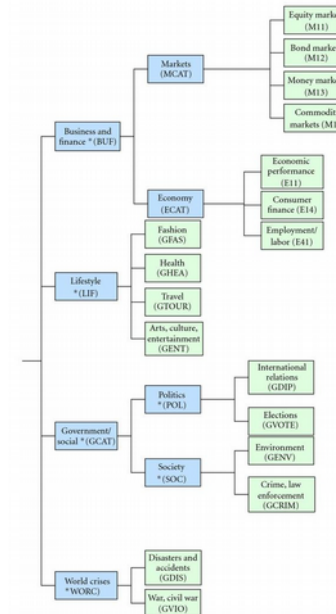 Equity marke
(M11)
Bond marke
(M12)
Money marke
(M13)
Commodit
markets (M1
Markets
(MCAT)
Business and
finance *(BUF)
Economy
(ECAT)
Economic
performance
(E11)
Consumer
finance (E14)
Employment/
labor (E41)
Fashion
(GFAS)
Health
(GHEA)
Lifestyle
*(LIF)
Travel
(GTOUR)
Arts, culture,
entertainment
(GENT)
International
relations
(GDIP)
Politics
*(POL)
Elections
(GVOTE)
Government/
social *(GCAT)
Environment
(GENV)
Society
*(SOC)
Crime, law
enforcement
(GCRIM)
Disasters and
accidents
(GDIS)
World crises
*WORC)
War, civil war
(GVIO)